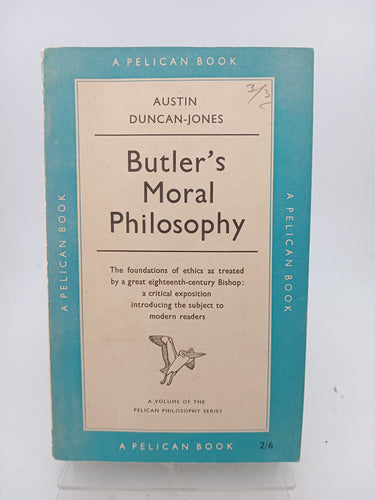 A PELICAN BOOK
3/3
AUSTIN
DUNCAN-JONES
Butler's
Moral
Philosophy
The foundations of ethics as treated
by a great eighteenth-century Bishop:
a critical exposition
introducing the subject to
modern readers
A VOLUME OF THE
PELICAN PHILOSOPHY SERIES
A PELICAN BOOK
A PELICAN BOOK
A PELICAN BOOK
2/6